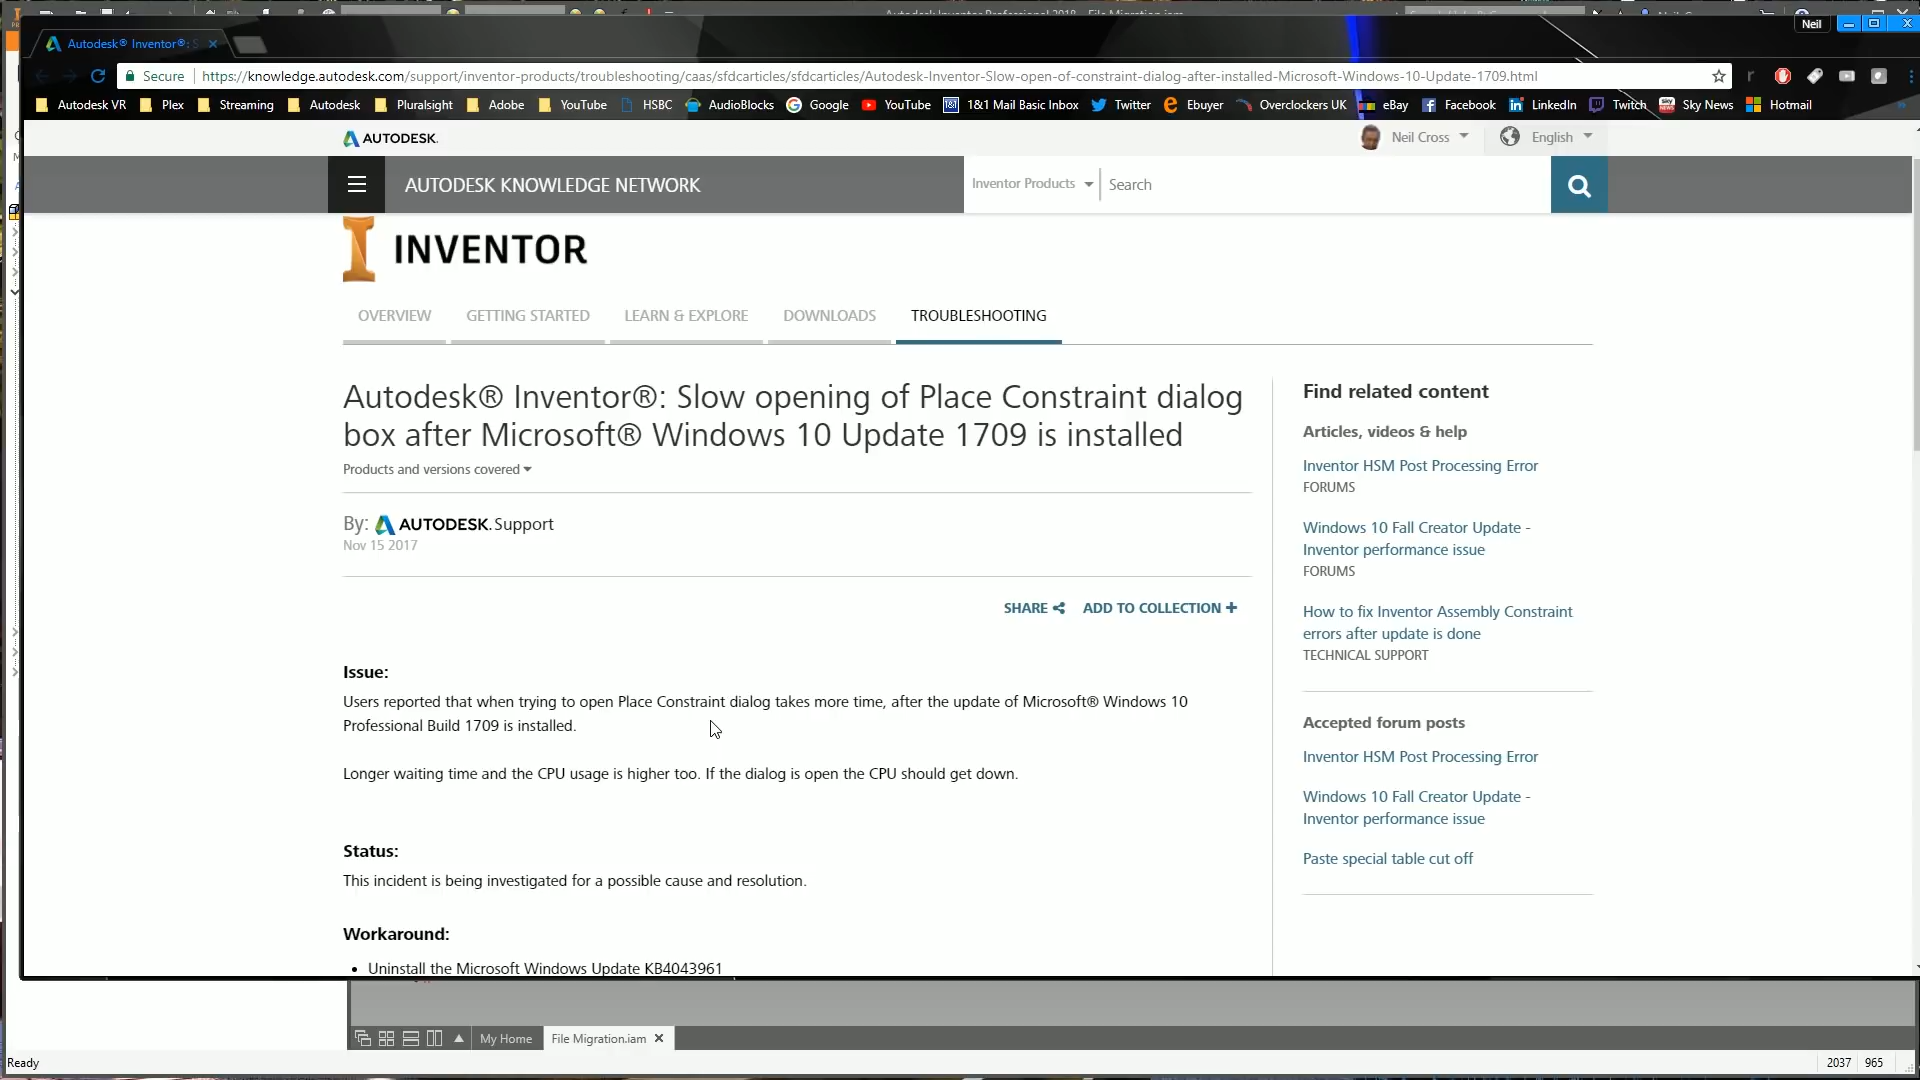 Neil
Autodesk® Inventor®: S
Secure
https://knowledge.autodesk.com/support/inventor-products/troubleshooting/caas/sfdcarticles/sfdcarticles/Autodesk-Inventor-Slow-open-of-constraint-dialog-after-installed-Microsoft-Windows-10-Update-1709.html
Autodesk VR Plex Streaming Autodesk Pluralsight Adobe YouTube HSBC AudioBlocks Google YouTube 1&1 Mail Basic Inbox Twitter Ebuyer Overclockers UK eBay Facebook LinkedIn Twitch Sky News Hotmail
AUTODESK.
Neil Cross
English
AUTODESK KNOWLEDGE NETWORK
Inventor Products
Search
INVENTOR
OVERVIEW GETTING STARTED LEARN & EXPLORE DOWNLOADS TROUBLESHOOTING
Autodesk® Inventor®: Slow opening of Place Constraint dialog
box after Microsoft® Windows 10 Update 1709 is installed
Products and versions covered
By: AUTODESK. Support
Nov 15 2017
SHARE ADD TO COLLECTION +
Issue:
Users reported that when trying to open Place Constraint dialog takes more time, after the update of Microsoft® Windows 10
Professional Build 1709 is installed.
Longer waiting time and the CPU usage is higher too. If the dialog is open the CPU should get down.
Status:
This incident is being investigated for a possible cause and resolution.
Workaround:
• Uninstall the Microsoft Windows Update KB4043961
Find related content
Articles, videos & help
Inventor HSM Post Processing Error
FORUMS
Windows 10 Fall Creator Update -
Inventor performance issue
FORUMS
How to fix Inventor Assembly Constraint
errors after update is done
TECHNICAL SUPPORT
Accepted forum posts
Inventor HSM Post Processing Error
Windows 10 Fall Creator Update -
Inventor performance issue
Paste special table cut off
My Home
File Migration.iam
Ready
2037 965